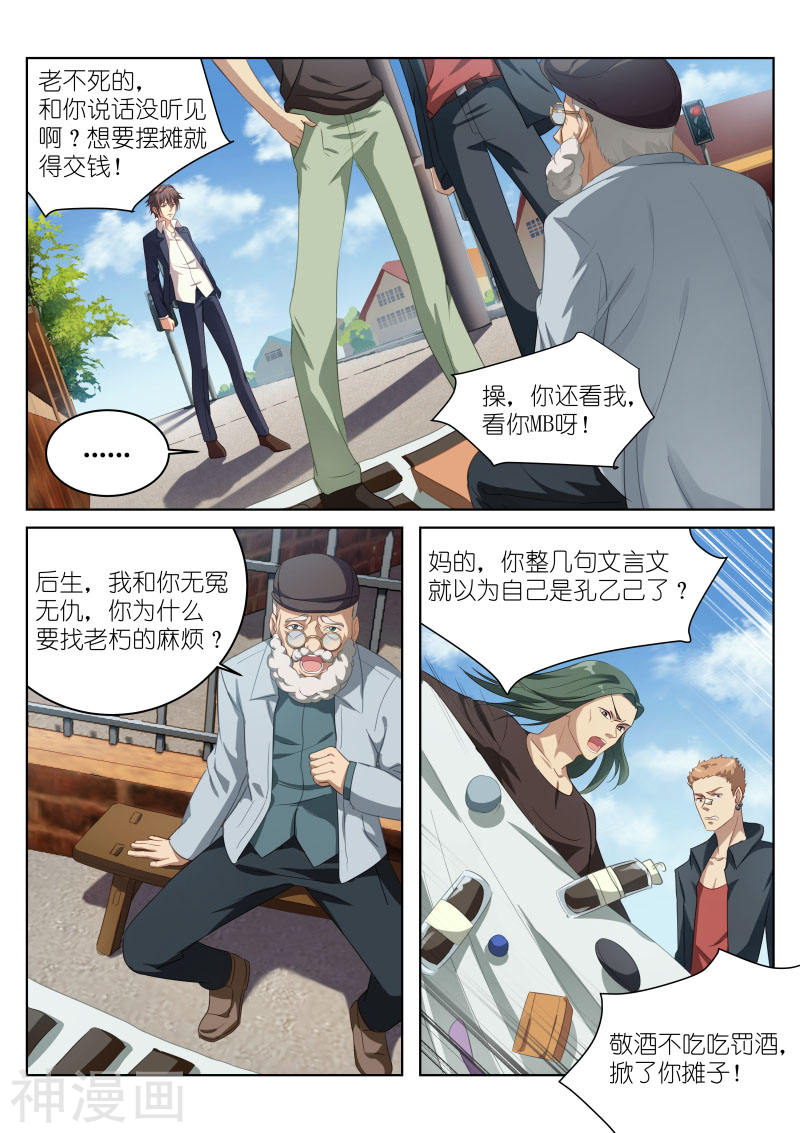 老不死的，
和你说话没听见
啊？想要摆摊就
得交钱！
……
操，你还看我，
看你MB呀！
后生，我和你无冤
无仇，你为什么
要找老朽的麻烦？
妈的，你整几句文言文
就以为自己是孔乙己了？
敬酒不吃吃罚酒，
掀了你摊子！
神漫画